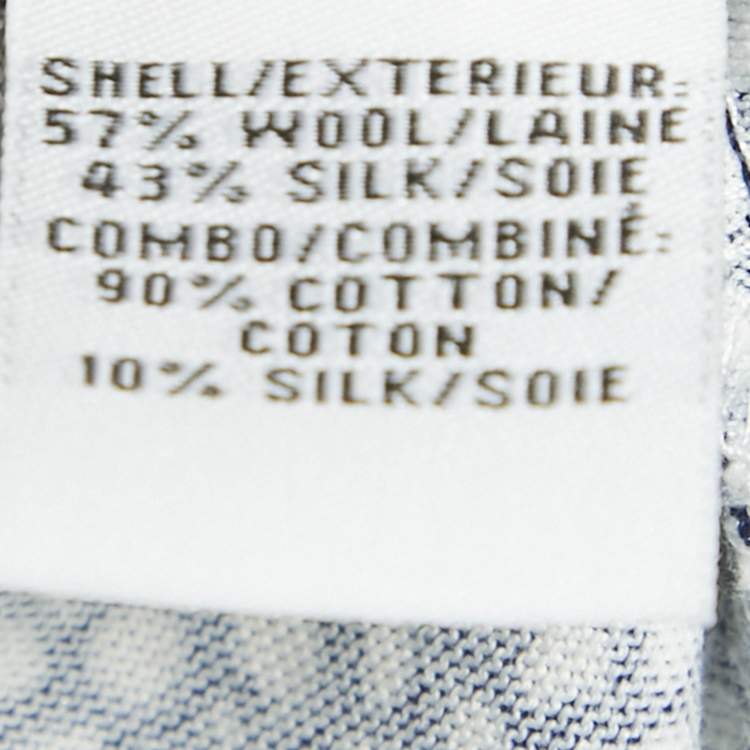 SHELL/EXTERIEUR:
57% WOOL/LAINE
43% SILK/SOIE
COMBO/COMBINÉ:
90% COTTON/
COTON
10% SILK/SOIE